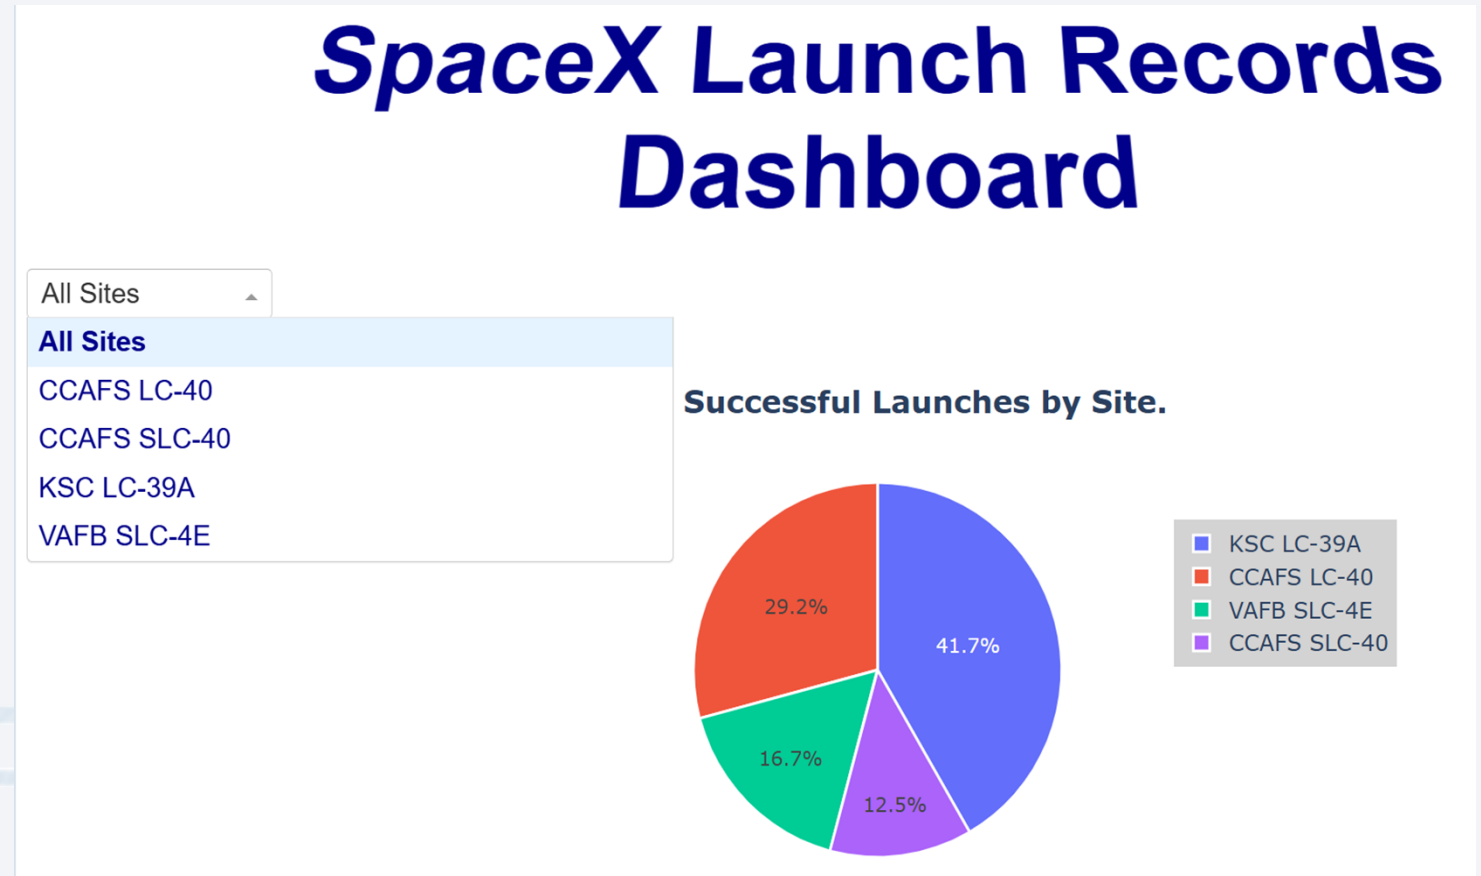 SpaceX Launch Records
Dashboard
All Sites
All Sites
CCAFS LC-40
CCAFS SLC-40
KSC LC-39A
VAFB SLC-4E
Successful Launches by Site.
29.2%
41.7%
16.7%
12.5%
KSC LC-39A
CCAFS LC-40
VAFB SLC-4E
CCAFS SLC-40